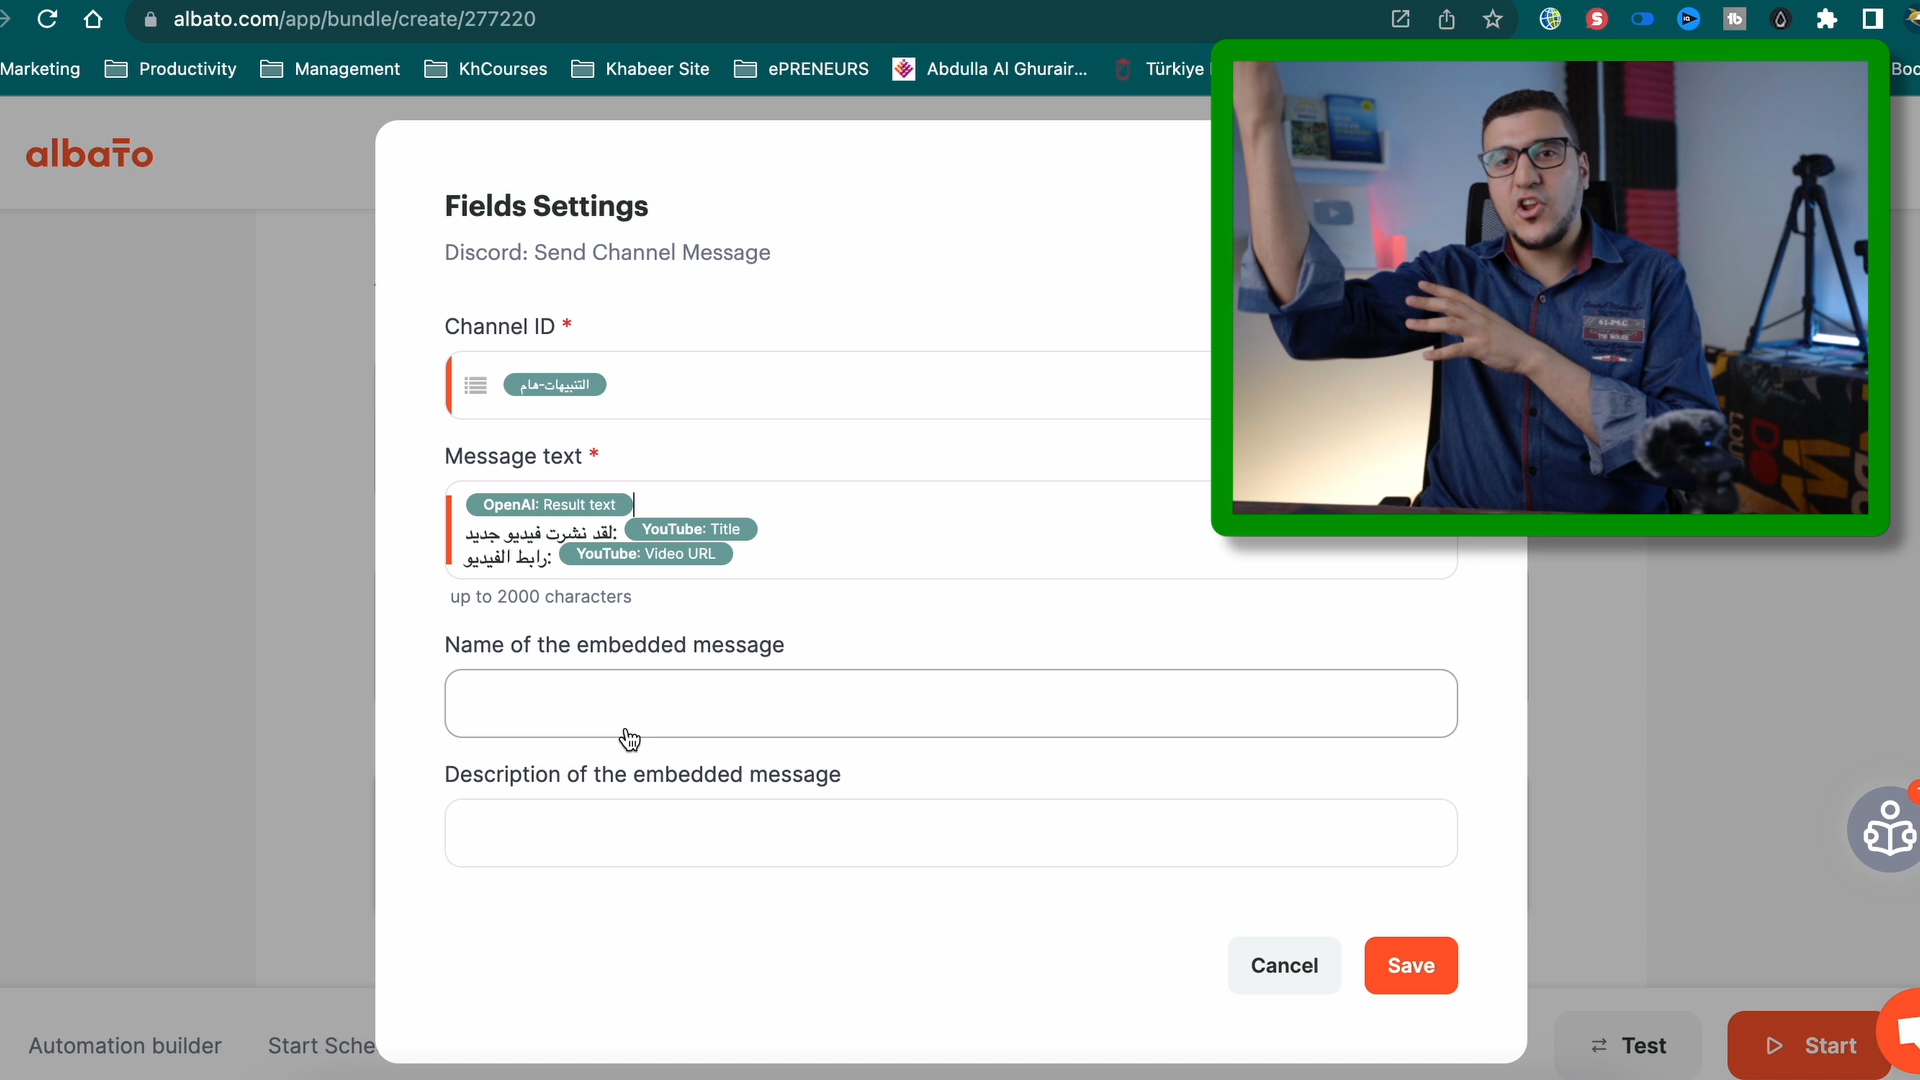 albato.com/app/bundle/create/277220
Marketing
Productivity
Management
KhCourses
Khabeer Site
ePRENEURS
Abdulla Al Ghurair...
Türkiye
Boo
albato
Fields Settings
Discord: Send Channel Message
Channel ID *
التنبيهات-هام
Message text *
OpenAI: Result text
لقد نشرت فيديو جديد: YouTube: Title
رابط الفيديو: YouTube: Video URL
up to 2000 characters
Name of the embedded message
Description of the embedded message
Cancel
Save
Automation builder
Start Sche
Test
Start